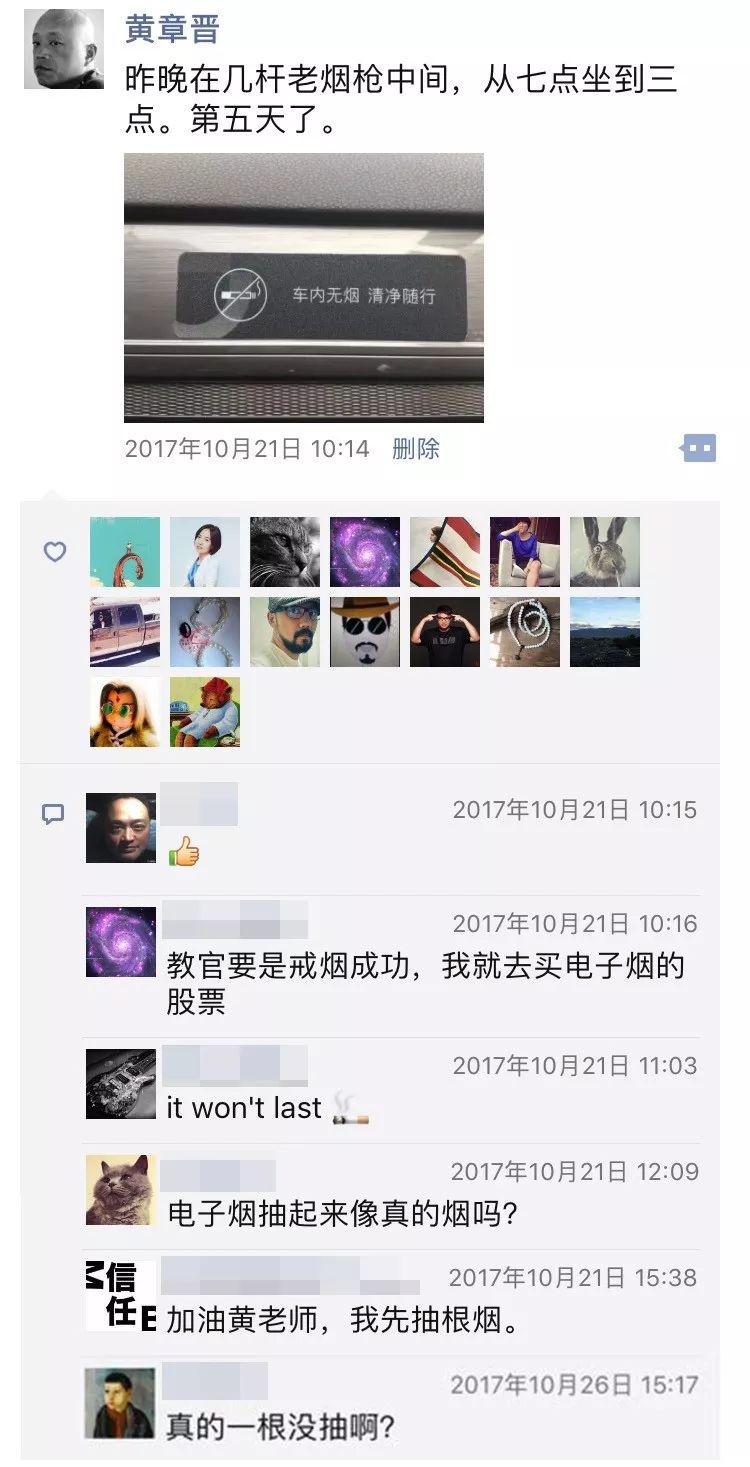 黄章晋
昨晚在几杆老烟枪中间，从七点坐到三
点。第五天了。
车内无烟 清净随行
2017年10月21日 10:14 删除
2017年10月21日 10:15
2017年10月21日 10:16
教官要是戒烟成功，我就去买电子烟的
股票
2017年10月21日 11:03
it won't last
2017年10月21日 12:09
电子烟抽起来像真的烟吗?
信
任
2017年10月21日 15:38
加油黄老师，我先抽根烟。
2017年10月26日 15:17
真的一根没抽啊?